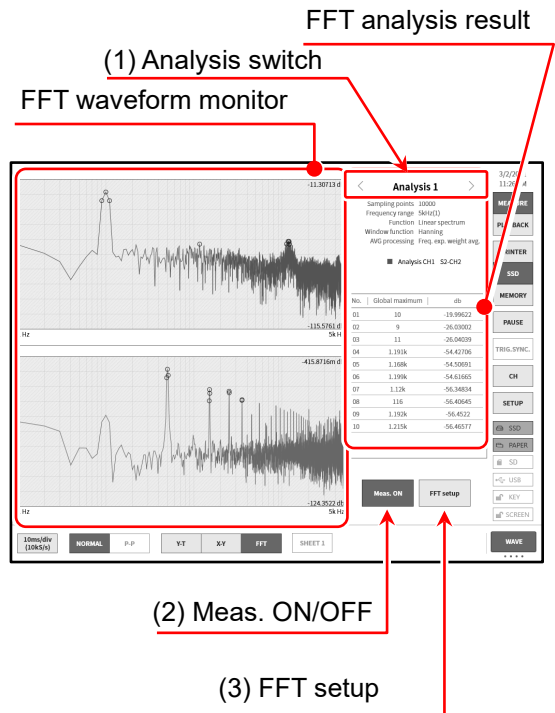 FFT analysis result
(1) Analysis switch
FFT waveform monitor
-11.30713 d
-115.5761 d
Hz 5k Hz
-415.8716m d
-124.3522 db
Hz 5k Hz
< Analysis 1 >
Sampling points 10000
Frequency range 5kHz(1)
Function Linear spectrum
Window function Hanning
AVG processing Freq. exp. weight avg.
Analysis CH1 S2-CH2
No. Global maximum db
01 10 -19.99622
02 9 -26.03002
03 11 -26.04039
04 1.191k -54.42706
05 1.168k -54.50691
06 1.199k -54.61665
07 1.12k -56.34834
08 116 -56.40645
09 1.192k -56.4522
10 1.215k -56.46577
Meas. ON FFT setup
3/2/20
11:26
PAUSE
SSD
MEMORY
TRIG.SYNC.
CH
SETUP
SSD
PAPER
SD
USB
KEY
SCREEN
10ms/div
(10kS/s)
NORMAL P-P Y-T X-Y FFT SHEET 1 WAVE
(2) Meas. ON/OFF
(3) FFT setup